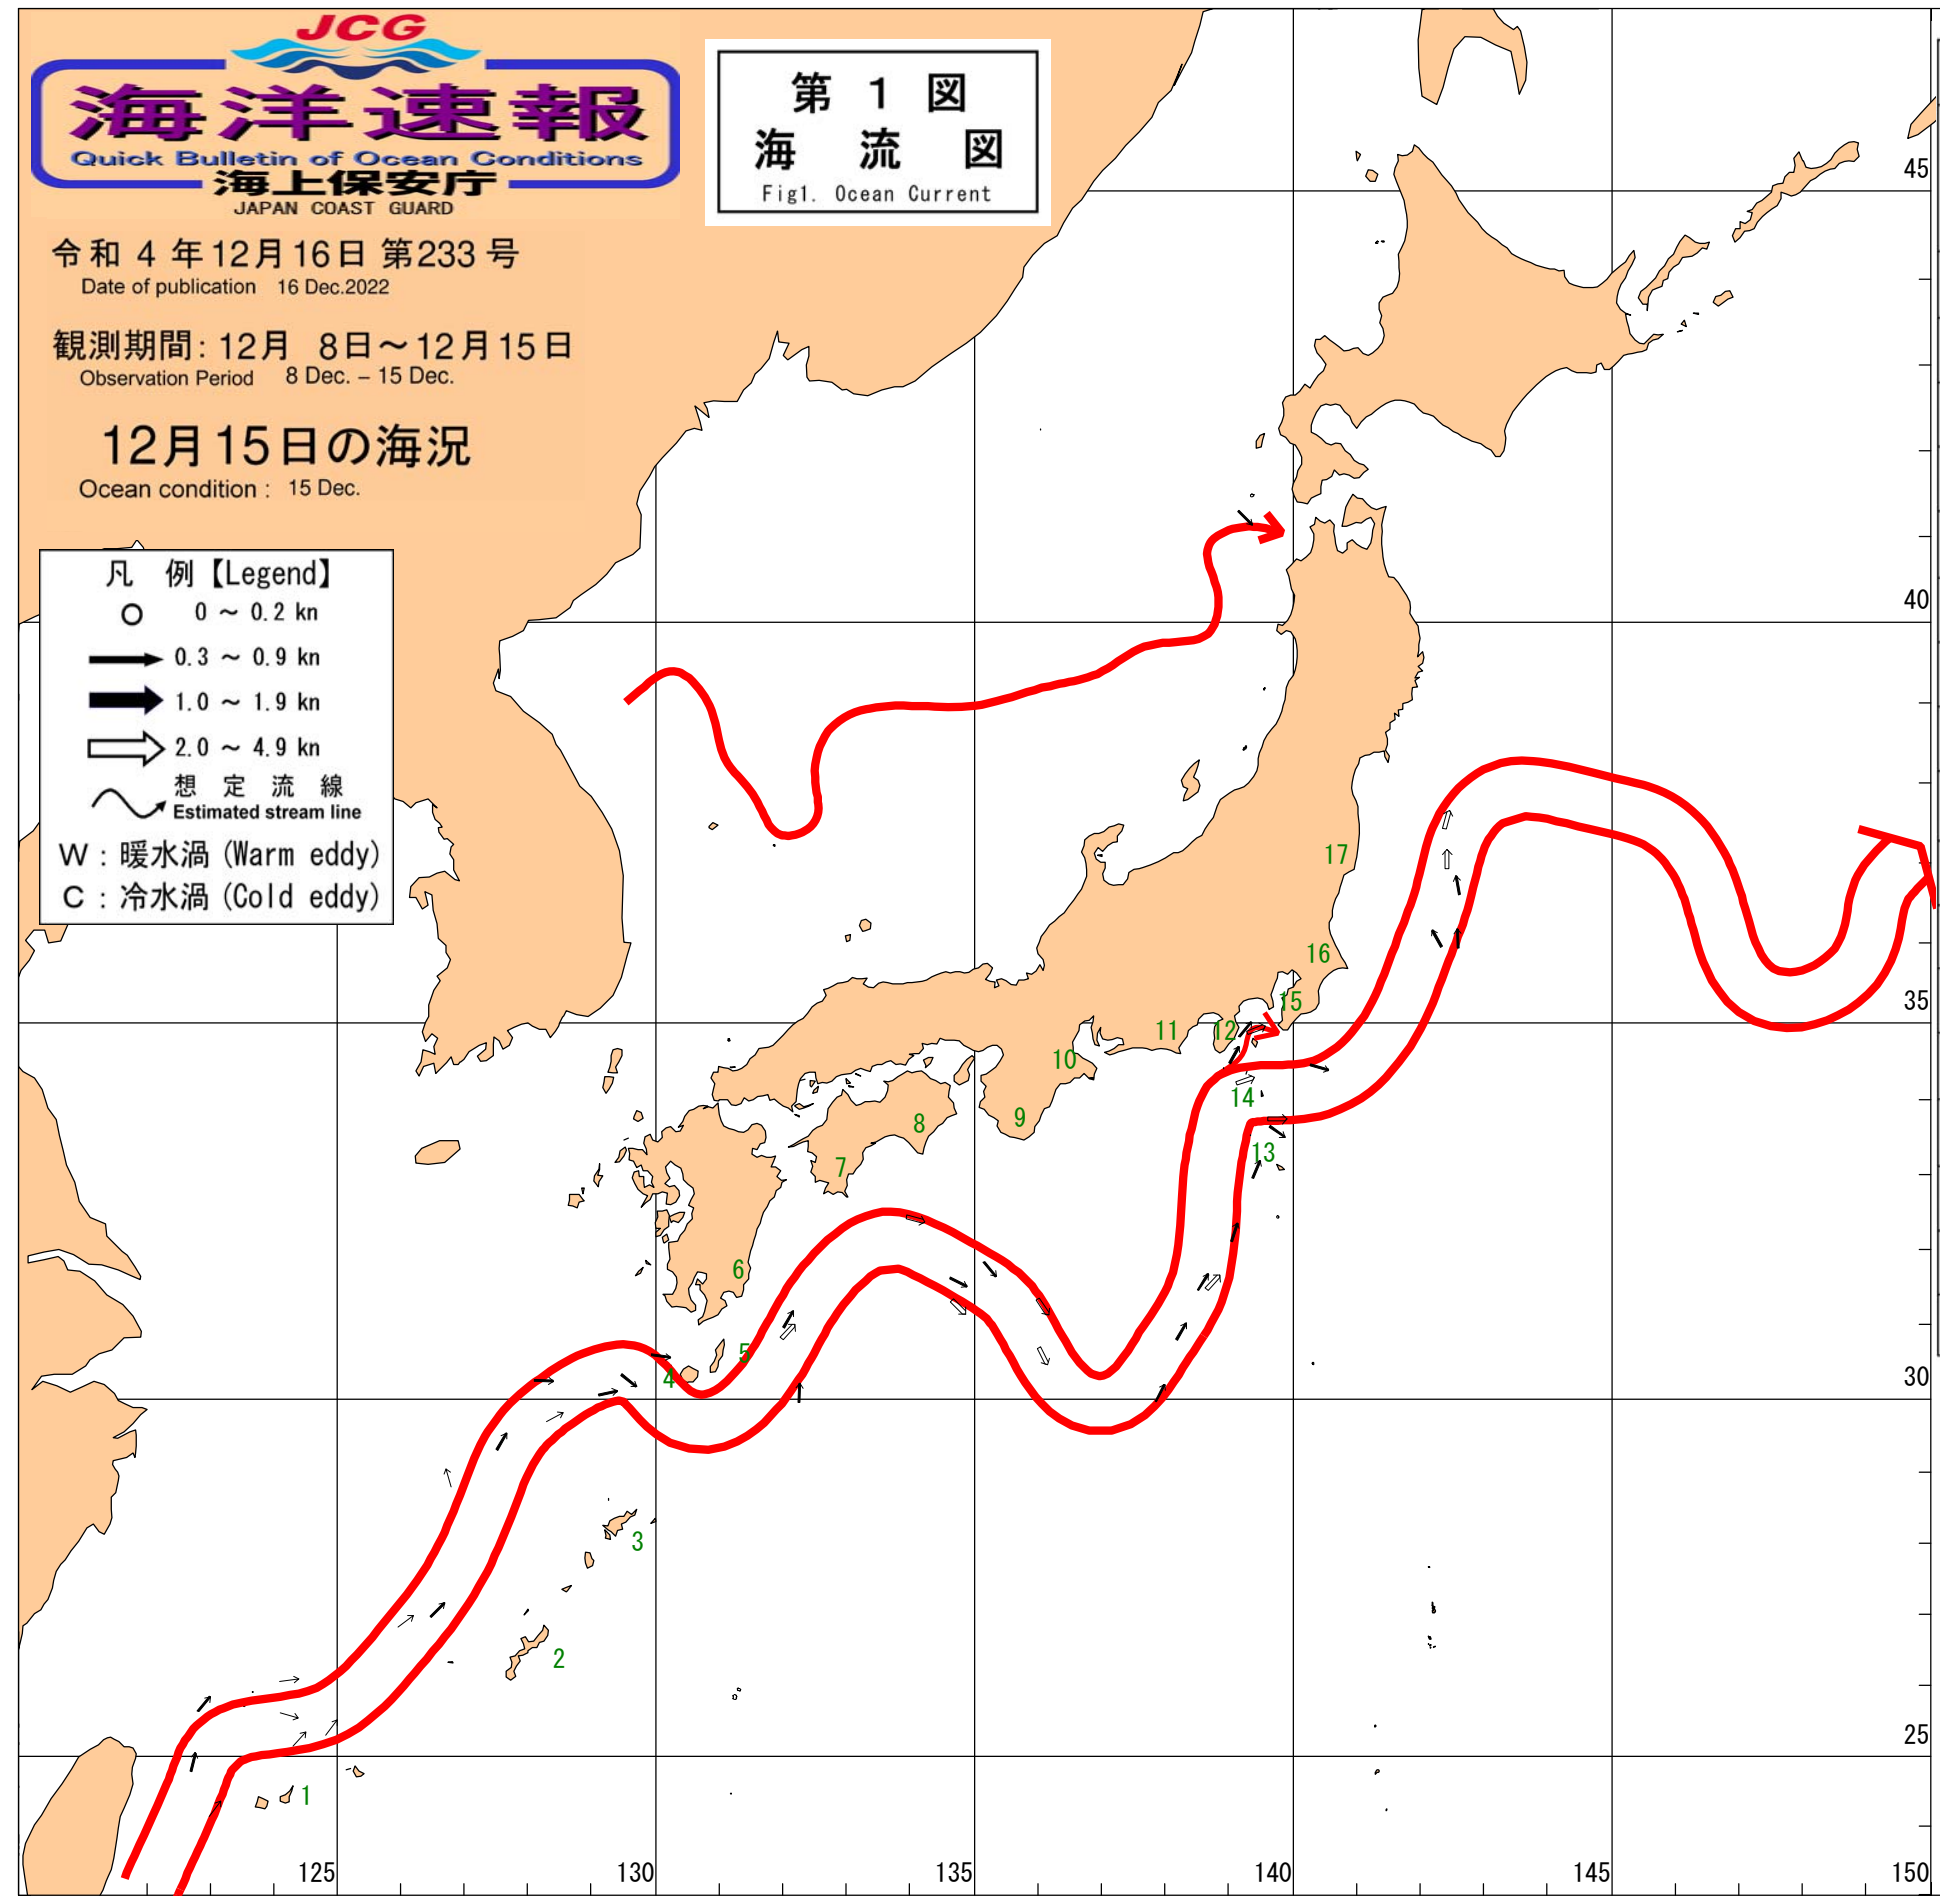 JCG
海洋速報
Quick Bulletin of Ocean Conditions
海上保安庁
JAPAN COAST GUARD
第 1 図
海 流 図
Fig1. Ocean Current
令和 4 年12月16日 第233号
Date of publication 16 Dec.2022
観測期間: 12月 8日～12月15日
Observation Period 8 Dec. – 15 Dec.
12月15日の海況
Ocean condition : 15 Dec.
凡 例【Legend】
0 ～ 0.2 kn
0.3 ～ 0.9 kn
1.0 ～ 1.9 kn
2.0 ～ 4.9 kn
想 定 流 線
Estimated stream line
W : 暖水渦 (Warm eddy)
C : 冷水渦 (Cold eddy)
45
40
35
30
25
17
16
15
12
11
10
14
9
8
13
7
6
5
4
3
2
1
125
130
135
140
145
150